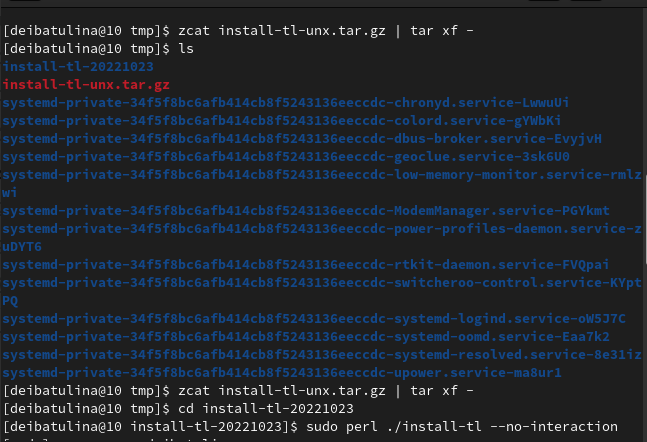 [deibatulina@10 tmp]$ zcat install-tl-unx.tar.gz | tar xf -
[deibatulina@10 tmp]$ ls
install-tl-20221023
install-tl-unx.tar.gz
systemd-private-34f5f8bc6afb414cb8f5243136eeccdc-chronyd.service-LwwuUi
systemd-private-34f5f8bc6afb414cb8f5243136eeccdc-colord.service-gYWbKi
systemd-private-34f5f8bc6afb414cb8f5243136eeccdc-dbus-broker.service-EvyjvH
systemd-private-34f5f8bc6afb414cb8f5243136eeccdc-geoclue.service-3sk6U0
systemd-private-34f5f8bc6afb414cb8f5243136eeccdc-low-memory-monitor.service-rmlz
wi
systemd-private-34f5f8bc6afb414cb8f5243136eeccdc-ModemManager.service-PGYkmt
systemd-private-34f5f8bc6afb414cb8f5243136eeccdc-power-profiles-daemon.service-z
uDYT6
systemd-private-34f5f8bc6afb414cb8f5243136eeccdc-rtkit-daemon.service-FVQpai
systemd-private-34f5f8bc6afb414cb8f5243136eeccdc-switcheroo-control.service-KYpt
PQ
systemd-private-34f5f8bc6afb414cb8f5243136eeccdc-systemd-logind.service-oW5J7C
systemd-private-34f5f8bc6afb414cb8f5243136eeccdc-systemd-oomd.service-Eaa7k2
systemd-private-34f5f8bc6afb414cb8f5243136eeccdc-systemd-resolved.service-8e31iz
systemd-private-34f5f8bc6afb414cb8f5243136eeccdc-upower.service-ma8ur1
[deibatulina@10 tmp]$ zcat install-tl-unx.tar.gz | tar xf -
[deibatulina@10 tmp]$ cd install-tl-20221023
[deibatulina@10 install-tl-20221023]$ sudo perl ./install-tl --no-interaction